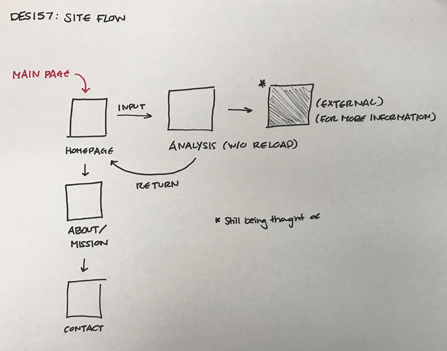 DES157: SITE FLOW
MAIN PAGE
INPUT
*
(EXTERNAL)
(FOR MORE INFORMATION)
HOMEPAGE
ANALYSIS (W/O RELOAD)
RETURN
ABOUT/
MISSION
* Still being thought of
CONTACT